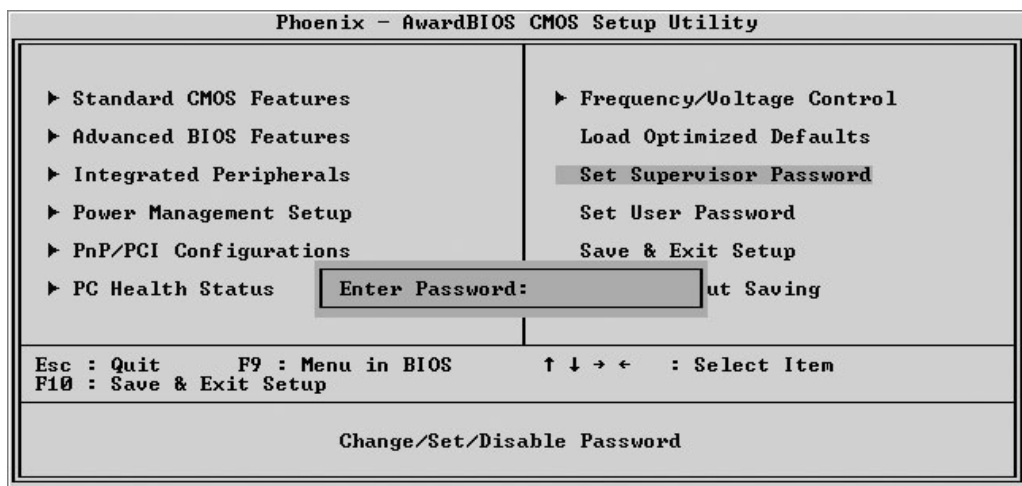 Phoenix - AwardBIOS CMOS Setup Utility
Standard CMOS Features
Advanced BIOS Features
Integrated Peripherals
Power Management Setup
PnP/PCI Configurations
PC Health Status
Frequency/Voltage Control
Load Optimized Defaults
Set Supervisor Password
Set User Password
Save & Exit Setup
ut Saving
Enter Password:
Esc : Quit F9 : Menu in BIOS ↑ ↓ → ← : Select Item
F10 : Save & Exit Setup
Change/Set/Disable Password